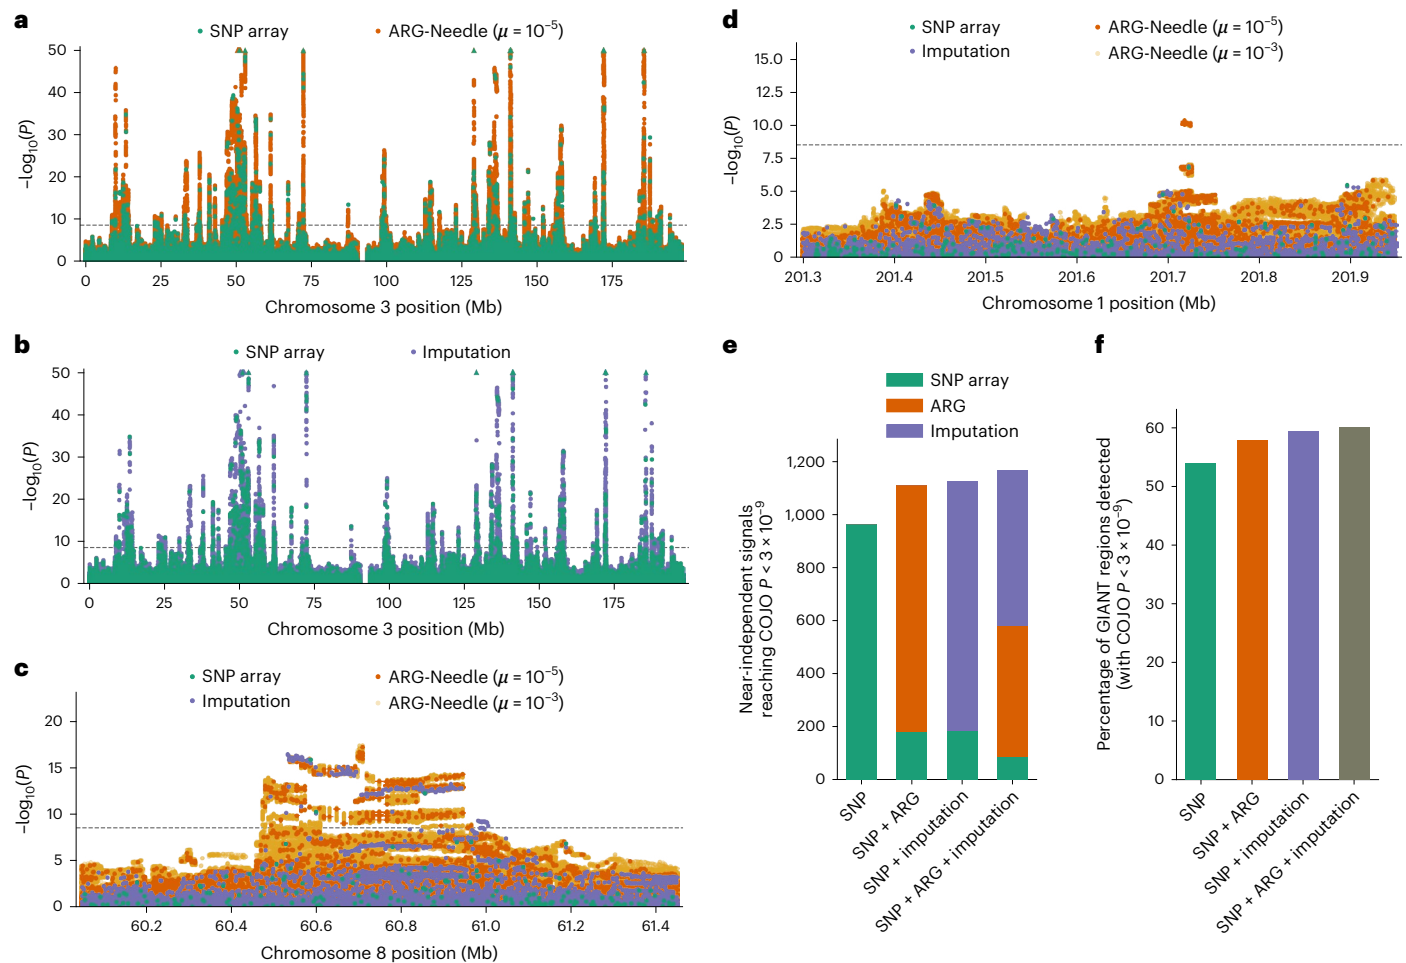 a
SNP array
ARG-Needle (μ = 10⁻⁵)
50
40
30
20
10
0
−log₁₀(P)
0 25 50 75 100 125 150 175
Chromosome 3 position (Mb)
b
SNP array
Imputation
50
40
30
20
10
0
−log₁₀(P)
0 25 50 75 100 125 150 175
Chromosome 3 position (Mb)
c
SNP array
ARG-Needle (μ = 10⁻⁵)
Imputation
ARG-Needle (μ = 10⁻³)
20
15
10
5
0
−log₁₀(P)
60.2 60.4 60.6 60.8 61.0 61.2 61.4
Chromosome 8 position (Mb)
d
SNP array
ARG-Needle (μ = 10⁻⁵)
Imputation
ARG-Needle (μ = 10⁻³)
15.0
12.5
10.0
7.5
5.0
2.5
0
−log₁₀(P)
201.3 201.4 201.5 201.6 201.7 201.8 201.9
Chromosome 1 position (Mb)
e
SNP array
ARG
Imputation
1,200
1,000
800
600
400
200
0
Near-independent signals
reaching COJO P < 3 × 10⁻⁹
SNP
SNP + ARG
SNP + imputation
SNP + ARG + imputation
f
60
50
40
30
20
10
0
Percentage of GIANT regions detected
(with COJO P < 3 × 10⁻⁹)
SNP
SNP + ARG
SNP + imputation
SNP + ARG + imputation